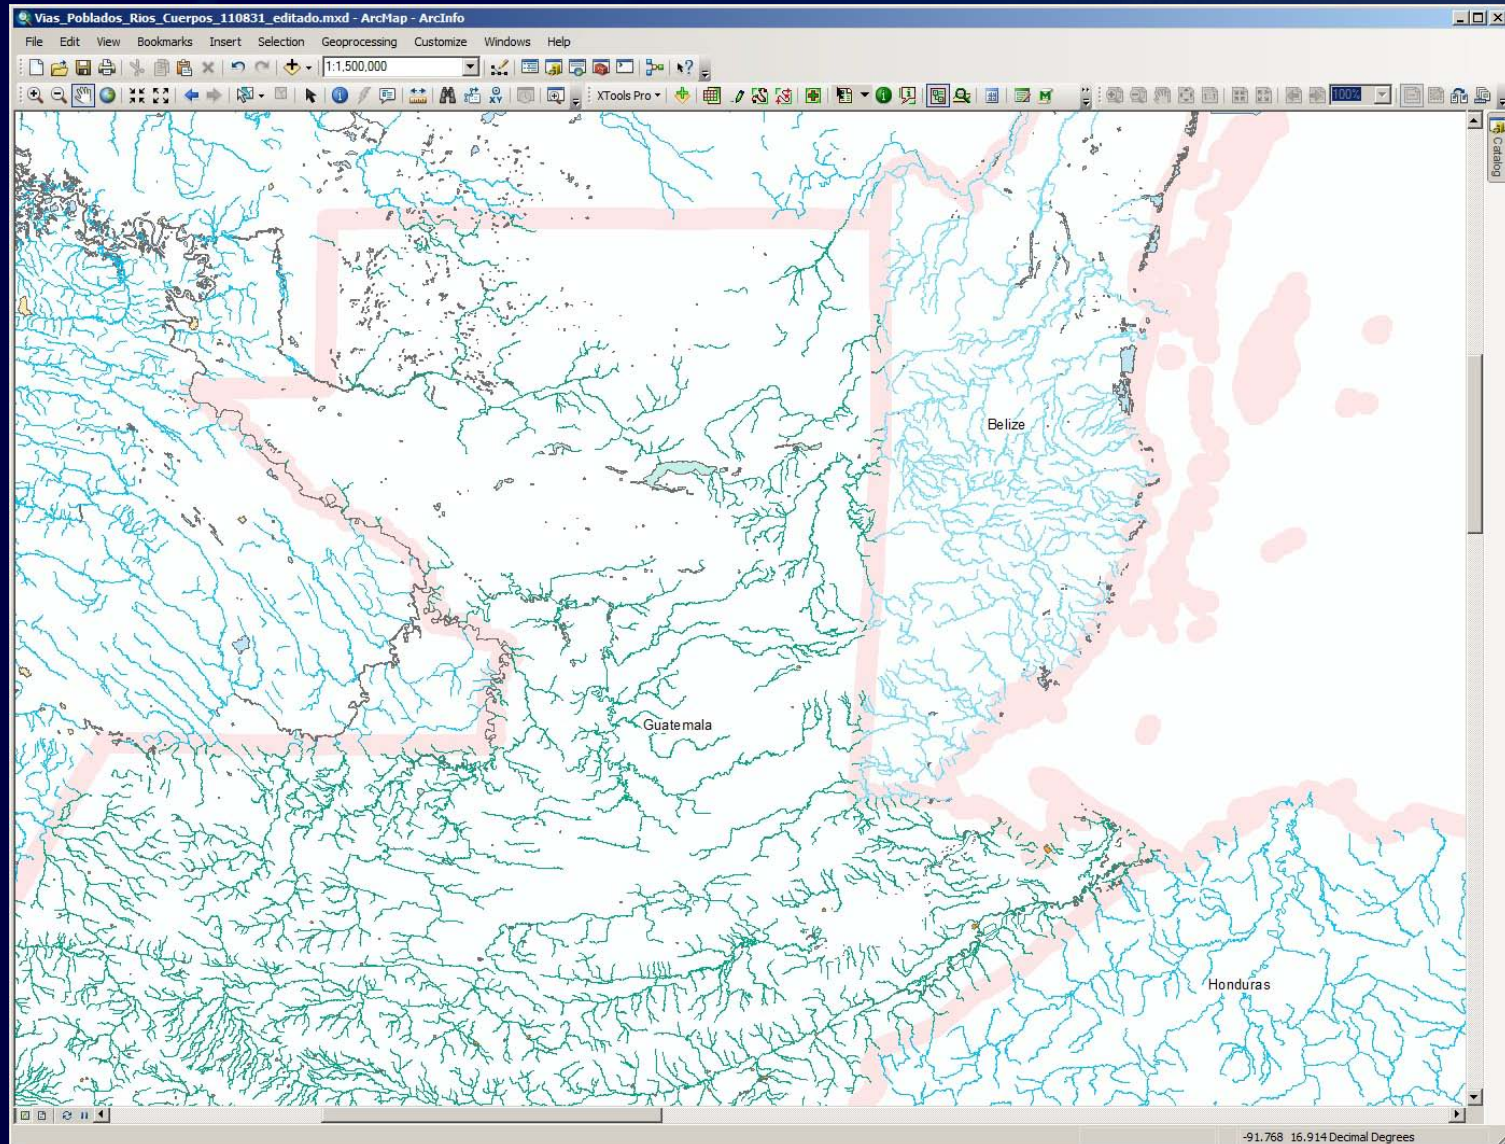 Vias_Poblados_Rios_Cuerpos_110831_editado.mxd - ArcMap - ArcInfo
File Edit View Bookmarks Insert Selection Geoprocessing Customize Windows Help
1:1,500,000
XTools Pro
100%
Catalog
Belize
Guatemala
Honduras
-91.768 16.914 Decimal Degrees